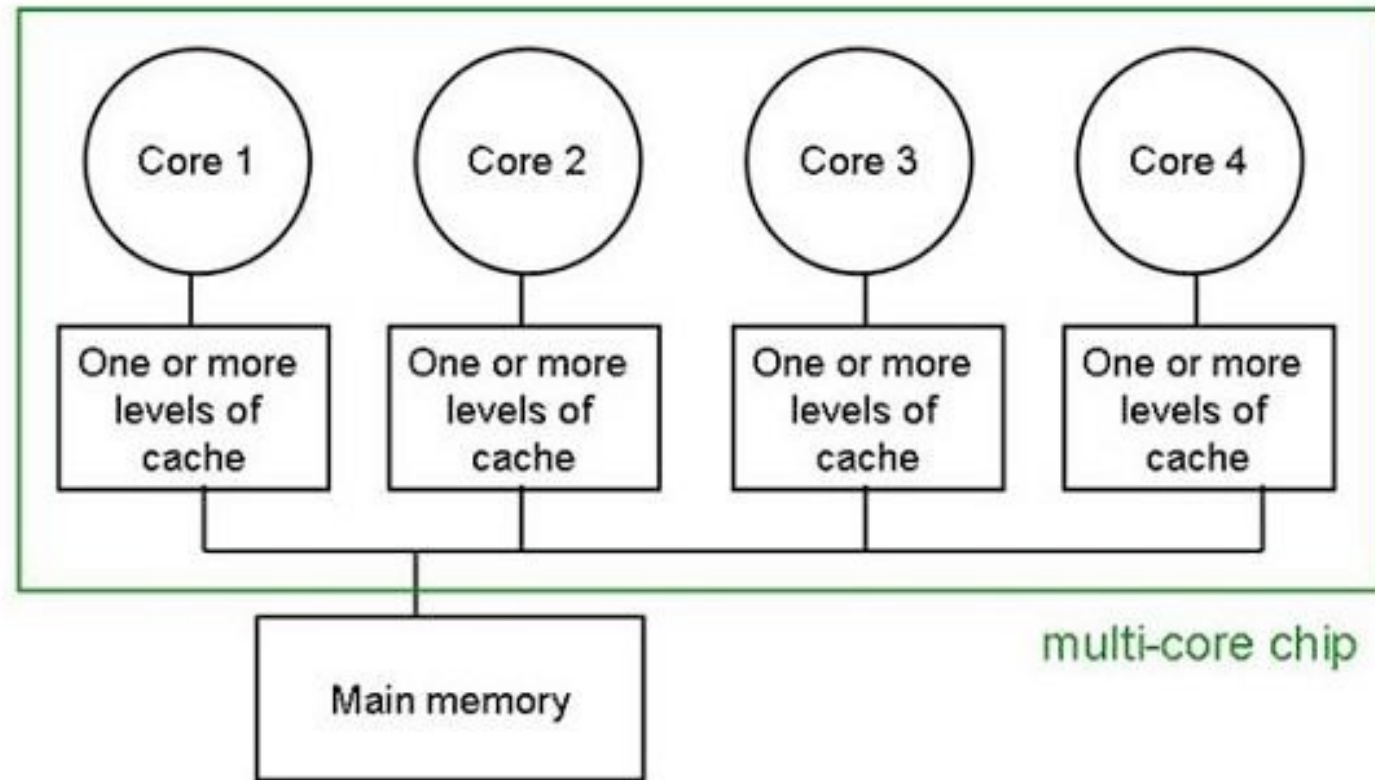 Core 1
Core 2
Core 3
Core 4
One or more
levels of
cache
One or more
levels of
cache
One or more
levels of
cache
One or more
levels of
cache
multi-core chip
Main memory